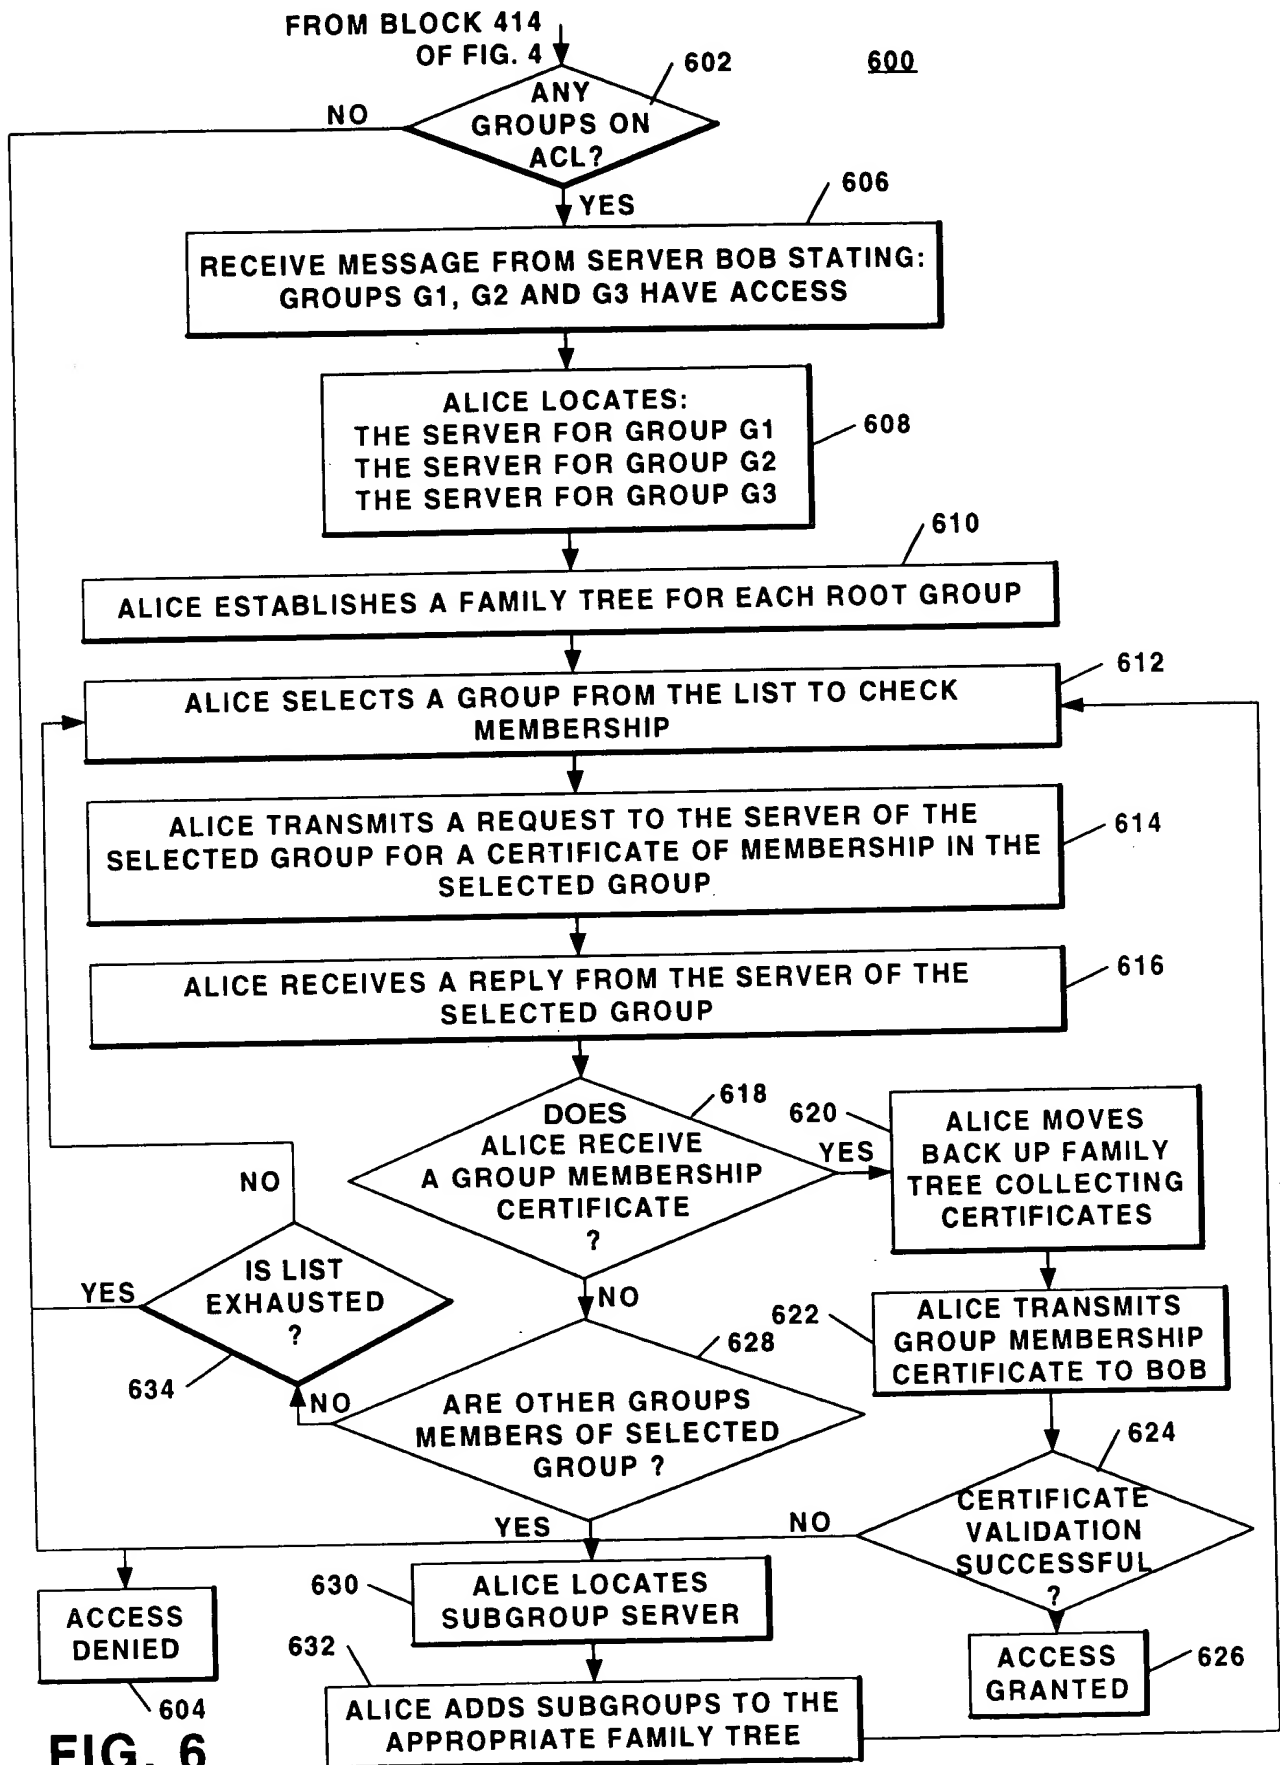 FROM BLOCK 414
OF FIG. 4
600
602
ANY
GROUPS ON
ACL?
NO
YES
606
RECEIVE MESSAGE FROM SERVER BOB STATING:
GROUPS G1, G2 AND G3 HAVE ACCESS
ALICE LOCATES:
THE SERVER FOR GROUP G1
THE SERVER FOR GROUP G2
THE SERVER FOR GROUP G3
608
610
ALICE ESTABLISHES A FAMILY TREE FOR EACH ROOT GROUP
612
ALICE SELECTS A GROUP FROM THE LIST TO CHECK
MEMBERSHIP
ALICE TRANSMITS A REQUEST TO THE SERVER OF THE
SELECTED GROUP FOR A CERTIFICATE OF MEMBERSHIP IN THE
SELECTED GROUP
614
ALICE RECEIVES A REPLY FROM THE SERVER OF THE
SELECTED GROUP
616
618
DOES
ALICE RECEIVE
A GROUP MEMBERSHIP
CERTIFICATE
?
YES
620
ALICE MOVES
BACK UP FAMILY
TREE COLLECTING
CERTIFICATES
NO
IS LIST
EXHAUSTED
?
YES
634
NO
NO
622
ALICE TRANSMITS
GROUP MEMBERSHIP
CERTIFICATE TO BOB
628
ARE OTHER GROUPS
MEMBERS OF SELECTED
GROUP ?
YES
624
CERTIFICATE
VALIDATION
SUCCESSFUL
?
NO
ACCESS
DENIED
604
630
ALICE LOCATES
SUBGROUP SERVER
632
ALICE ADDS SUBGROUPS TO THE
APPROPRIATE FAMILY TREE
ACCESS
GRANTED
626
FIG. 6